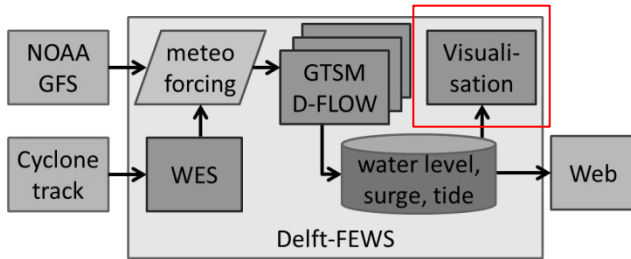 NOAA
GFS
meteo
forcing
GTSM
D-FLOW
Visuali-
sation
Cyclone
track
WES
water level,
surge, tide
Web
Delft-FEWS